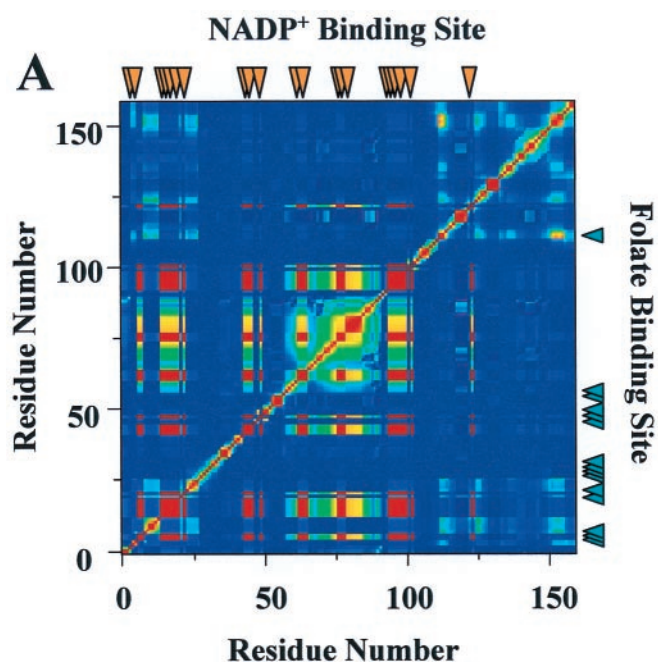 NADP+ Binding Site
A
150
100
50
0
Residue Number
0 50 100 150
Residue Number
Folate Binding Site